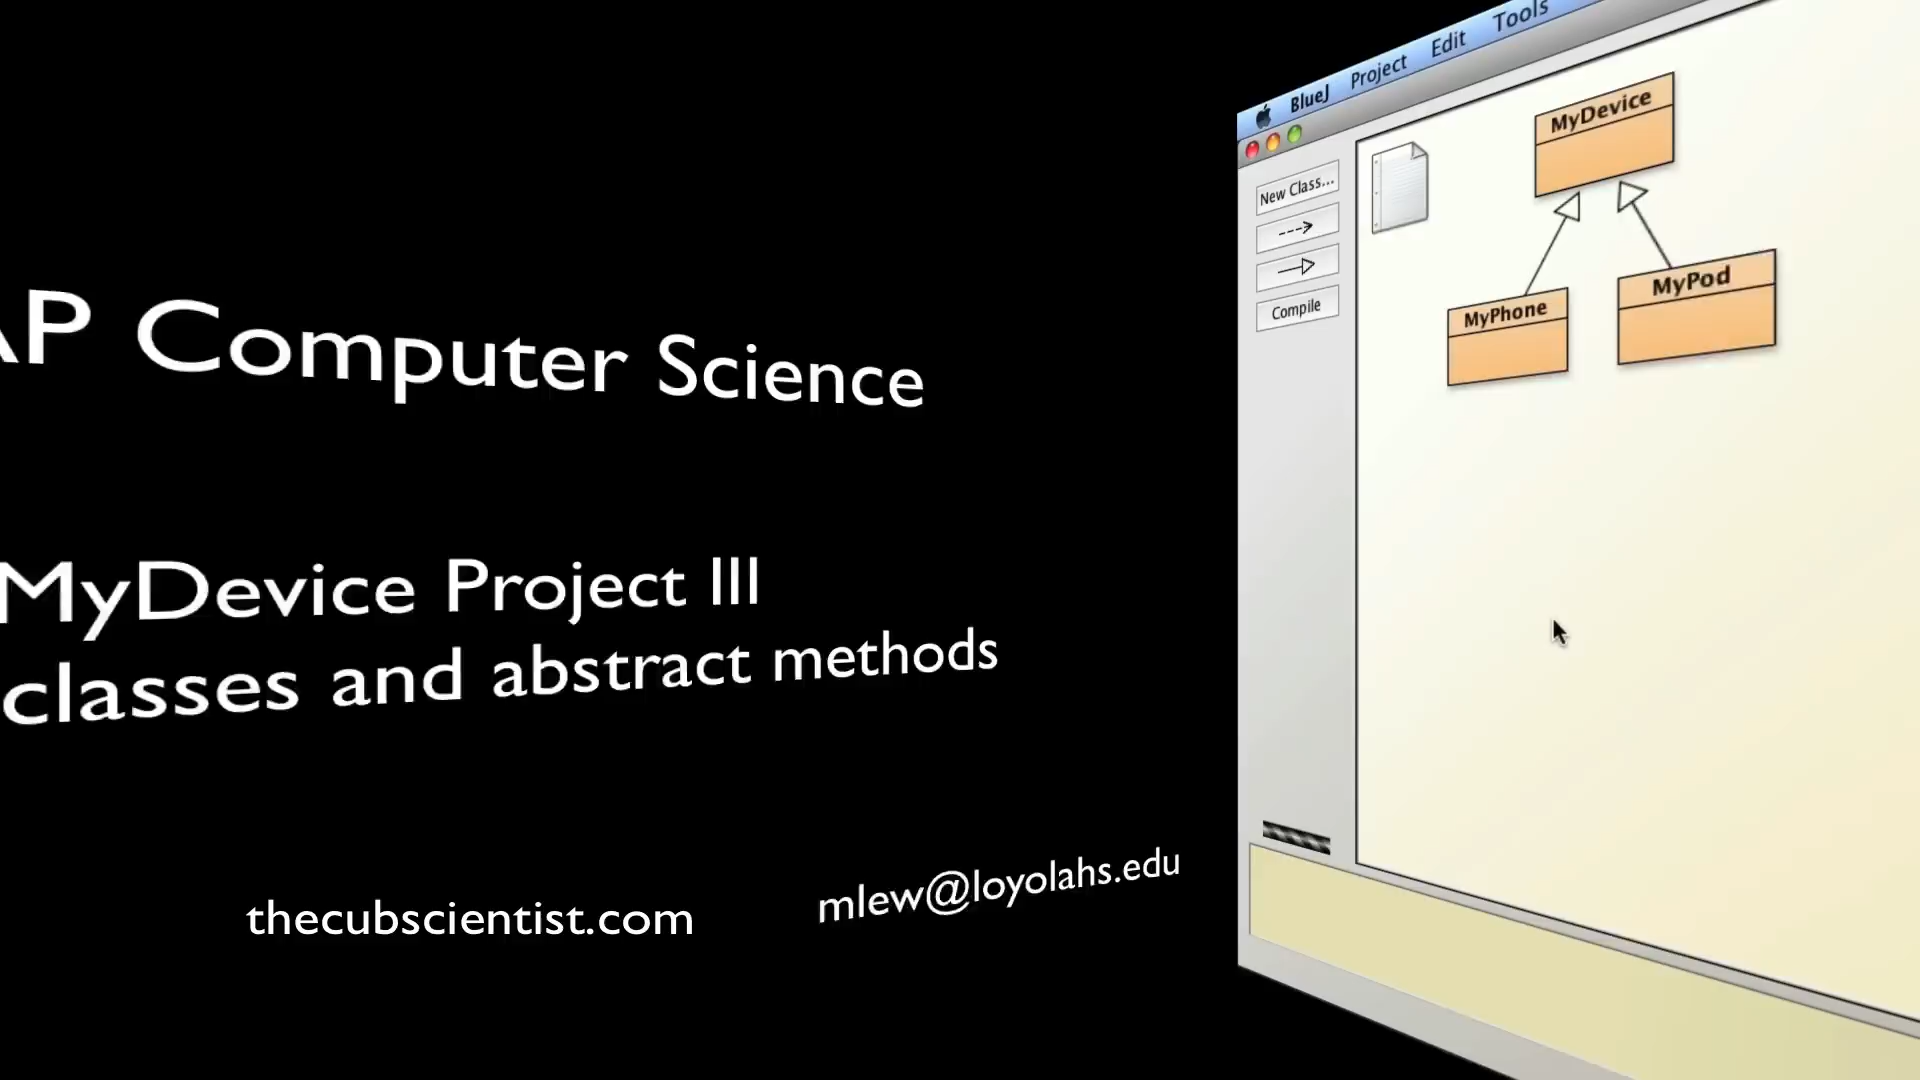 AP Computer Science
MyDevice Project III
classes and abstract methods
thecubscientist.com
mlew@loyolahs.edu
BlueJ Project Edit Tools
New Class...
Compile
MyDevice
MyPhone
MyPod